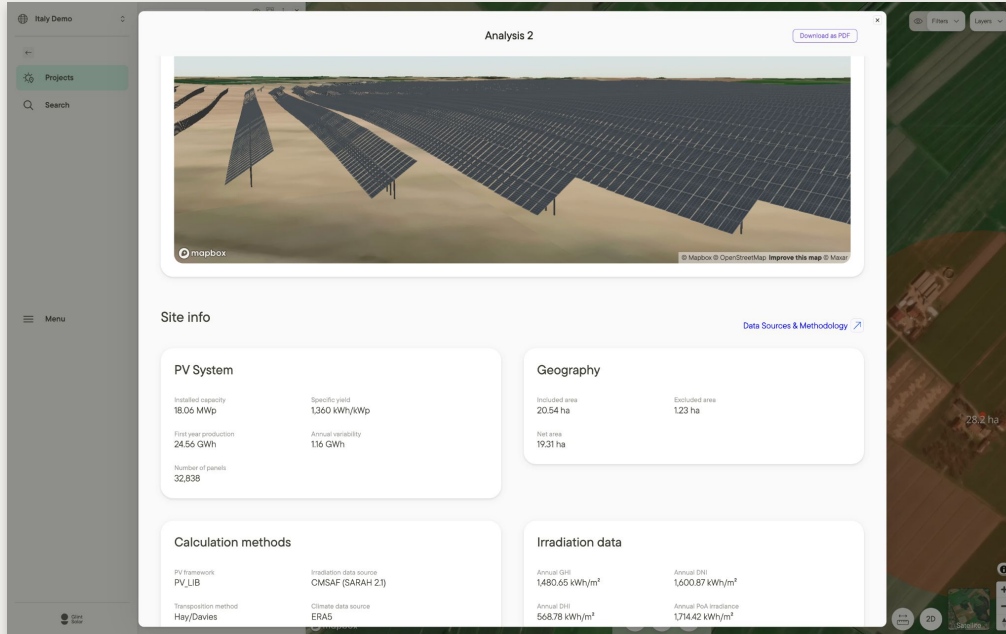 Italy Demo
Filters
Layers
Projects
Search
Menu
Glint
Solar
Analysis 2
Download as PDF
mapbox
© Mapbox © OpenStreetMap Improve this map © Maxar
Site info
Data Sources & Methodology
PV System
Installed capacity
Specific yield
18.06 MWp
1,360 kWh/kWp
First year production
Annual variability
24.56 GWh
1.16 GWh
Number of panels
32,838
Geography
Included area
Excluded area
20.54 ha
1.23 ha
Net area
19.31 ha
Calculation methods
PV framework
Irradiation data source
PV_LIB
CMSAF (SARAH 2.1)
Transposition method
Climate data source
Hay/Davies
ERA5
Irradiation data
Annual GHI
Annual DNI
1,480.65 kWh/m²
1,600.87 kWh/m²
Annual DHI
Annual PoA irradiance
568.78 kWh/m²
1,714.42 kWh/m²
28.2 ha
2D
Satellite